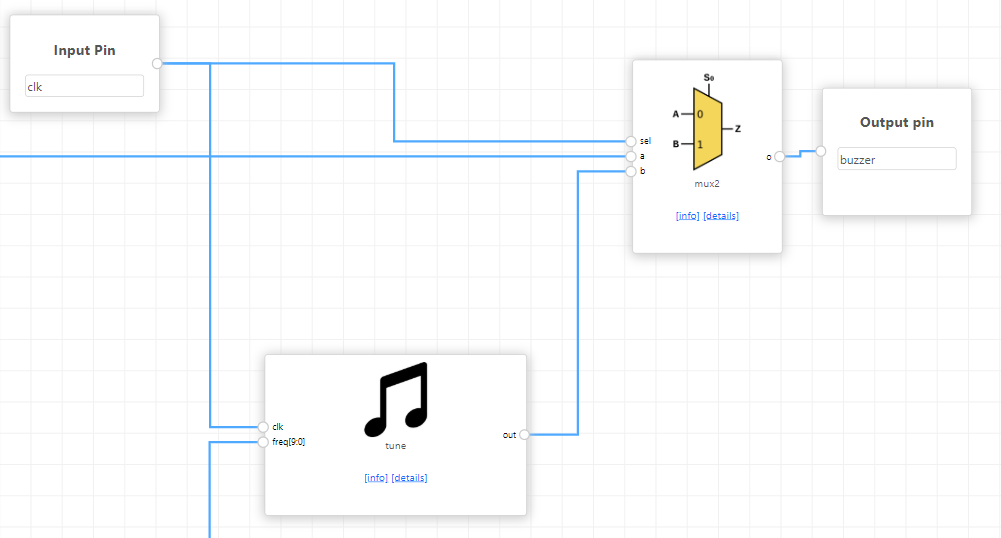 Input Pin
clk
S0
A 0
B 1
Z
sel
a
b
o
mux2
[info] [details]
Output pin
buzzer
clk
freq[9:0]
out
tune
[info] [details]